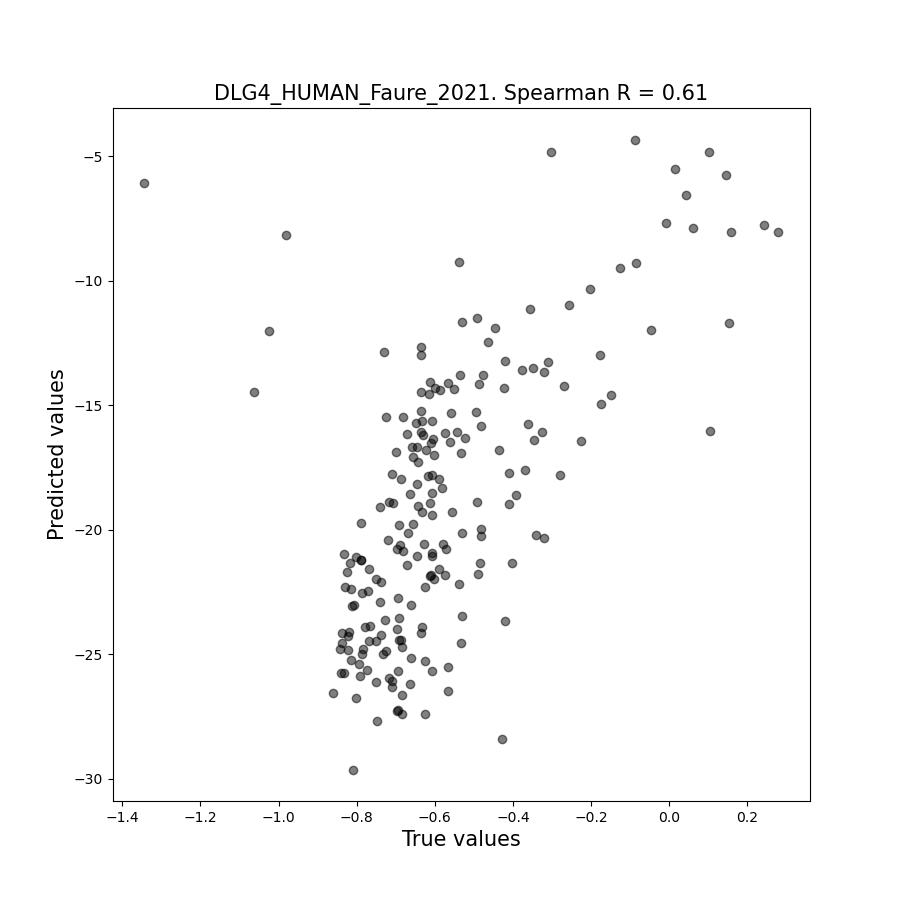 DLG4_HUMAN_Faure_2021. Spearman R = 0.61
Predicted values
−5
−10
−15
−20
−25
−30
−1.4 −1.2 −1.0 −0.8 −0.6 −0.4 −0.2 0.0 0.2
True values